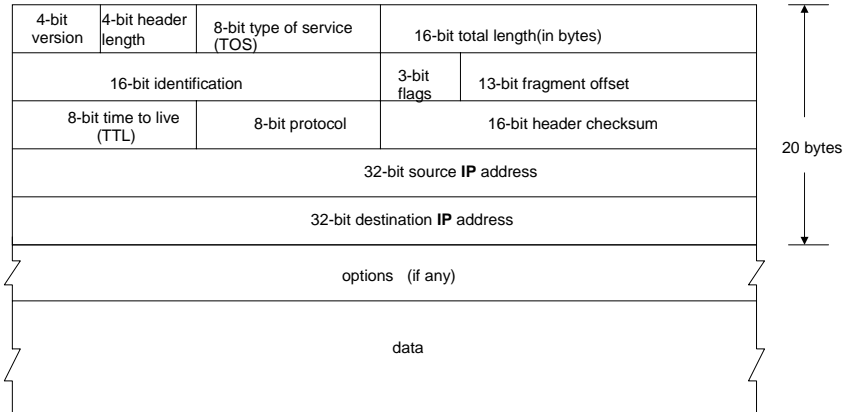 4-bit version
4-bit header length
8-bit type of service (TOS)
16-bit total length(in bytes)
16-bit identification
3-bit flags
13-bit fragment offset
8-bit time to live (TTL)
8-bit protocol
16-bit header checksum
20 bytes
32-bit source IP address
32-bit destination IP address
options (if any)
data